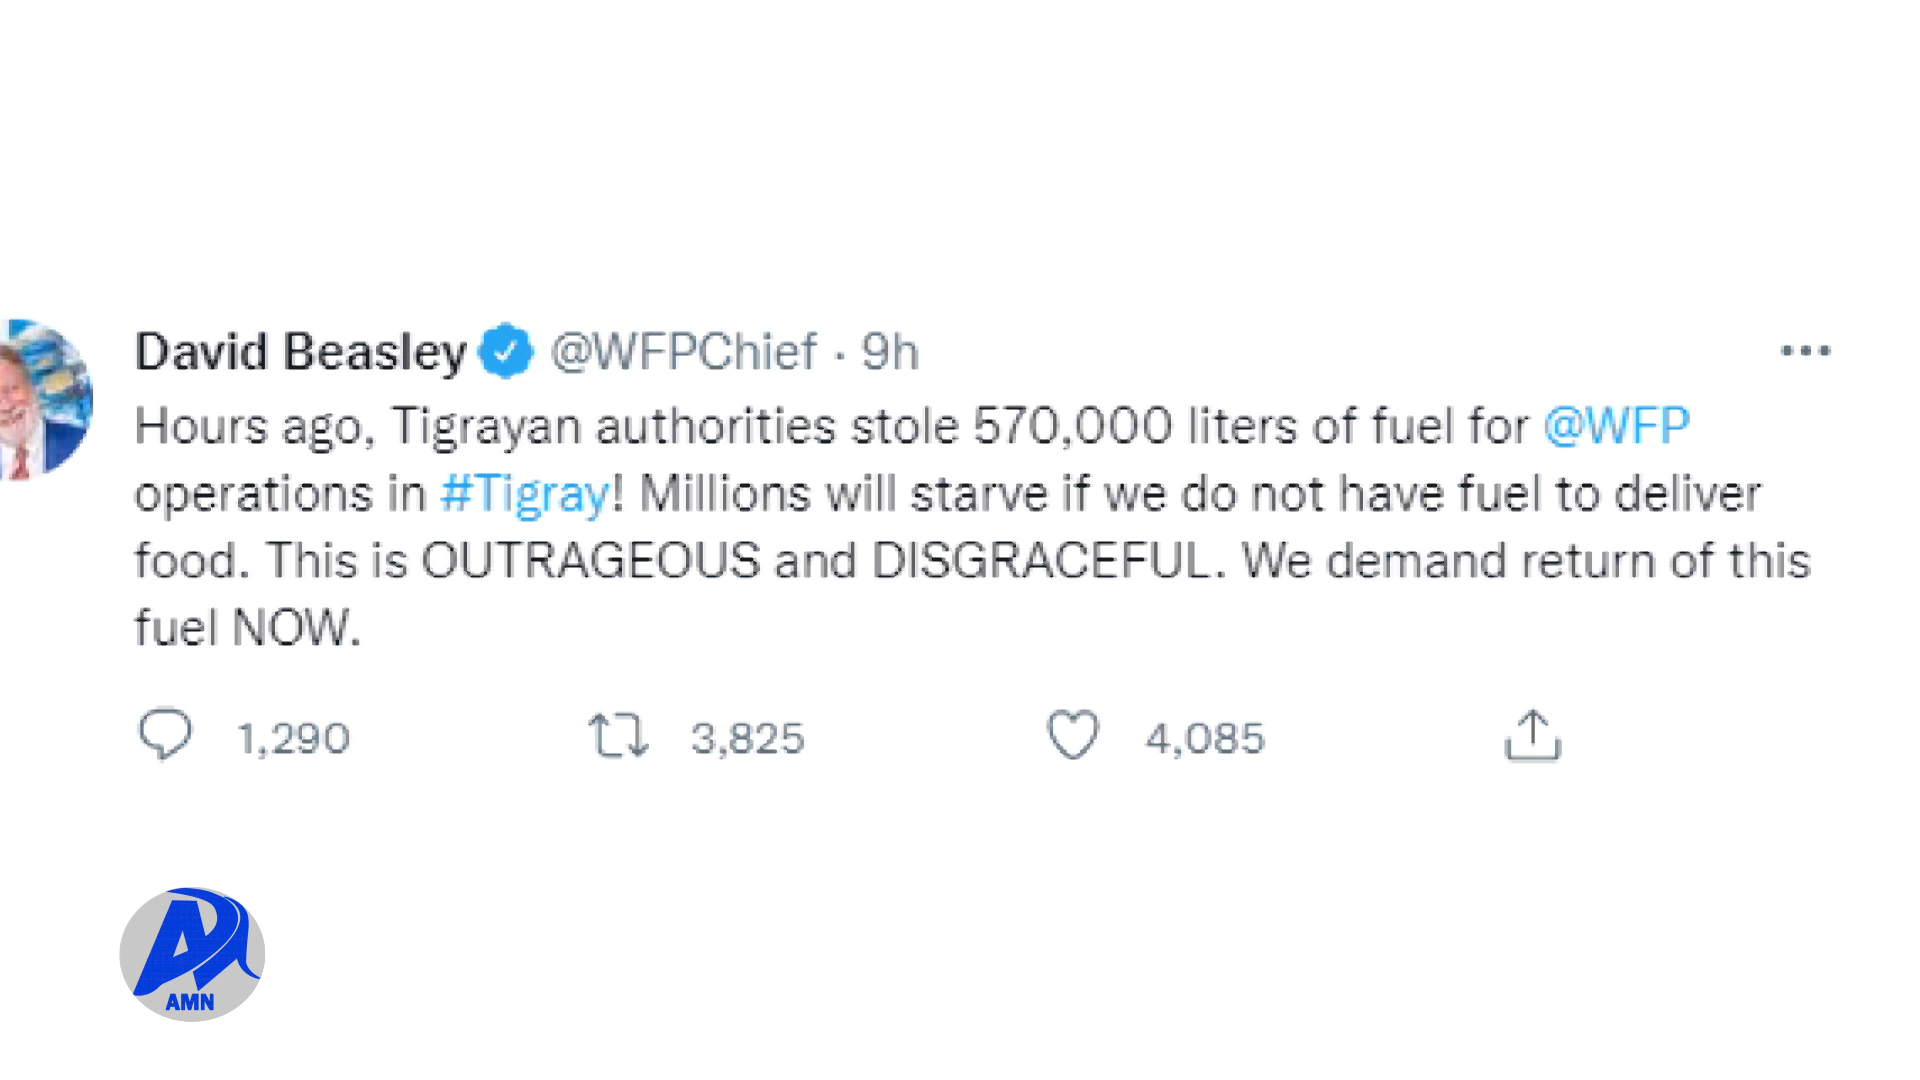 David Beasley @WFPChief · 9h
Hours ago, Tigrayan authorities stole 570,000 liters of fuel for @WFP
operations in #Tigray! Millions will starve if we do not have fuel to deliver
food. This is OUTRAGEOUS and DISGRACEFUL. We demand return of this
fuel NOW.
1,290 3,825 4,085
AMN